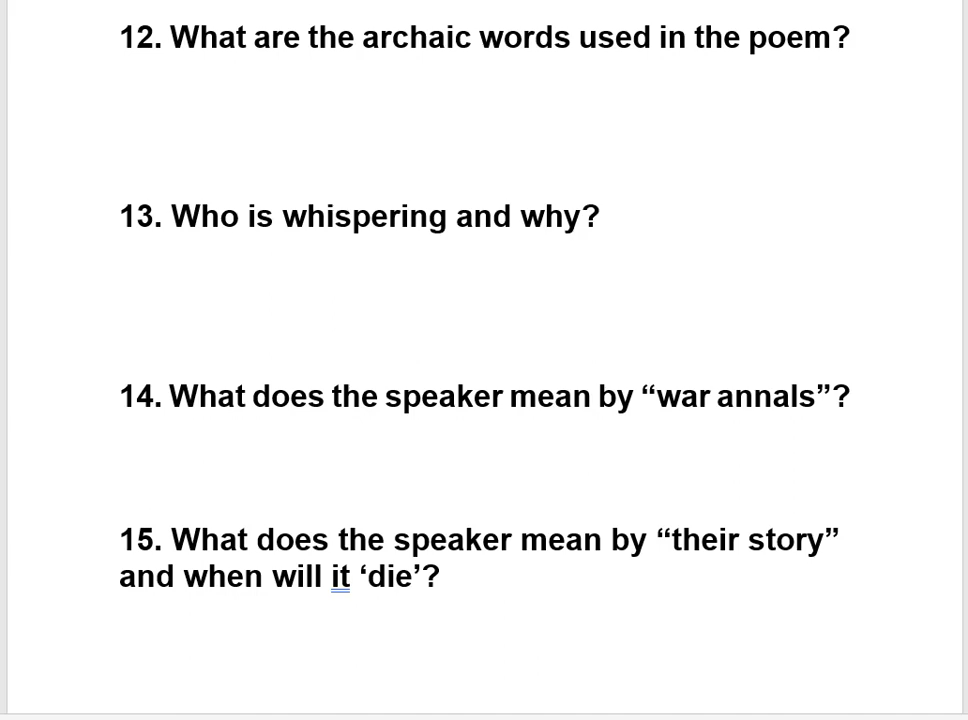 12. What are the archaic words used in the poem?
13. Who is whispering and why?
14. What does the speaker mean by “war annals”?
15. What does the speaker mean by “their story”
and when will it ‘die’?